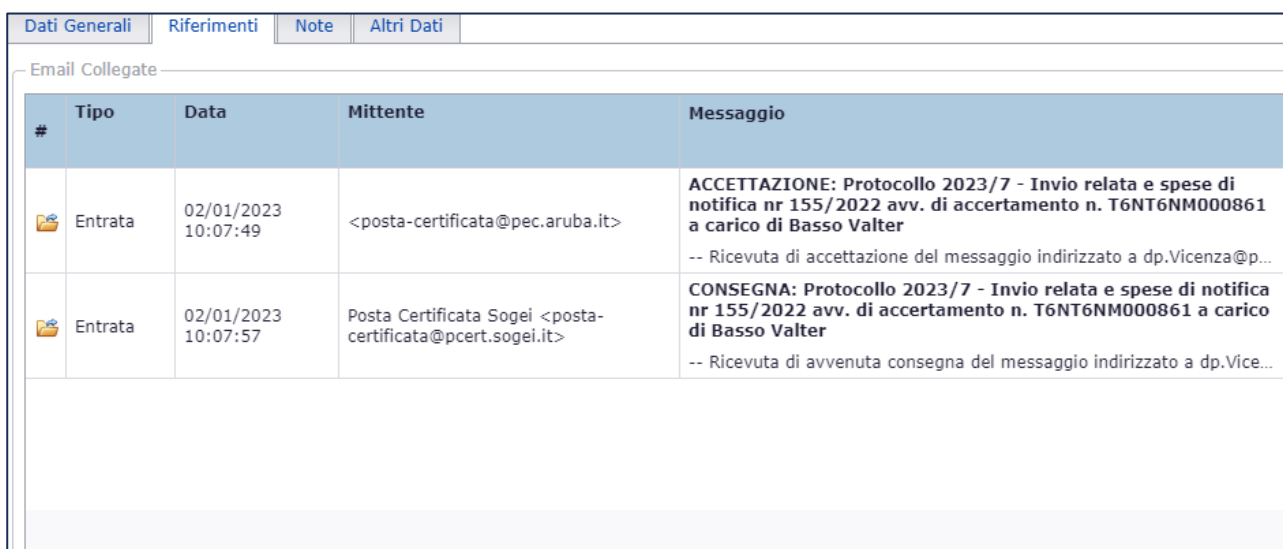 Dati Generali Riferimenti Note Altri Dati
Email Collegate
# Tipo Data Mittente Messaggio
Entrata 02/01/2023 10:07:49 <posta-certificata@pec.aruba.it>
ACCETTAZIONE: Protocollo 2023/7 - Invio relata e spese di
notifica nr 155/2022 avv. di accertamento n. T6NT6NM000861
a carico di Basso Valter
-- Ricevuta di accettazione del messaggio indirizzato a dp.Vicenza@p...
Entrata 02/01/2023 10:07:57 Posta Certificata Sogei <posta-
certificata@pcert.sogei.it>
CONSEGNA: Protocollo 2023/7 - Invio relata e spese di notifica
nr 155/2022 avv. di accertamento n. T6NT6NM000861 a carico
di Basso Valter
-- Ricevuta di avvenuta consegna del messaggio indirizzato a dp.Vice...